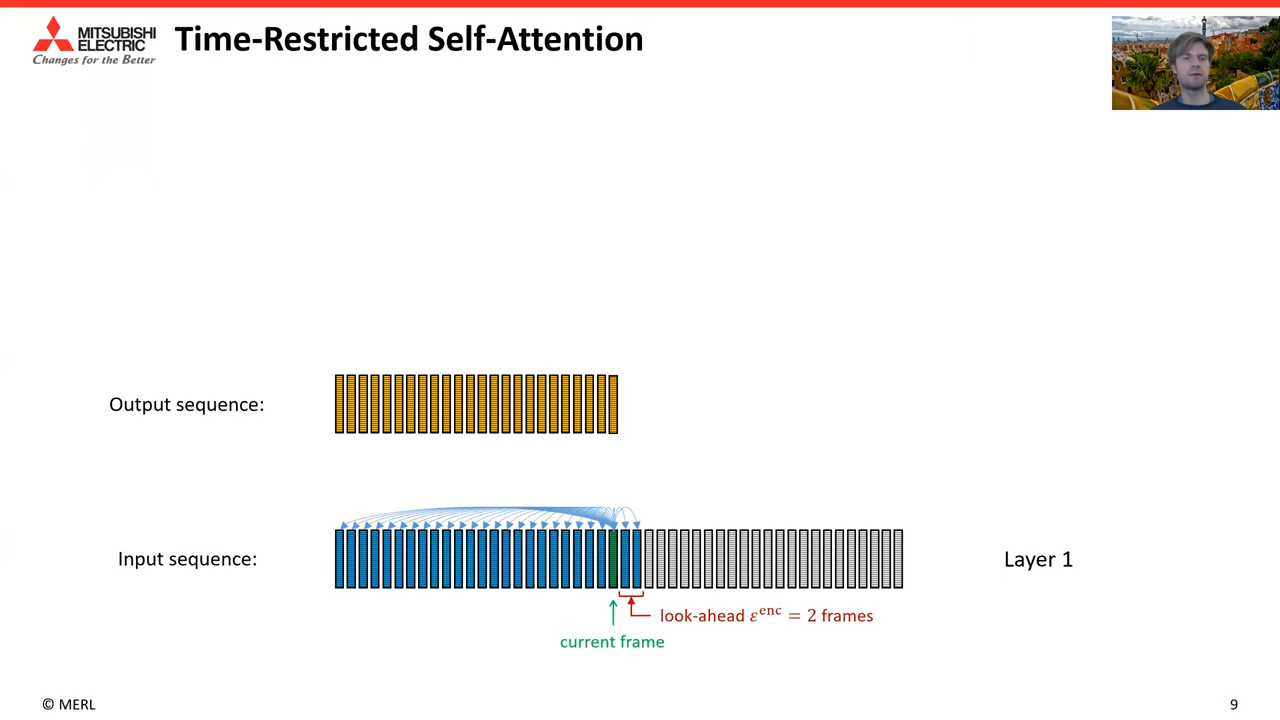 MITSUBISHI
ELECTRIC
Changes for the Better
Time-Restricted Self-Attention
Output sequence:
Input sequence:
Layer 1
look-ahead εᵉⁿᶜ = 2 frames
current frame
© MERL
9